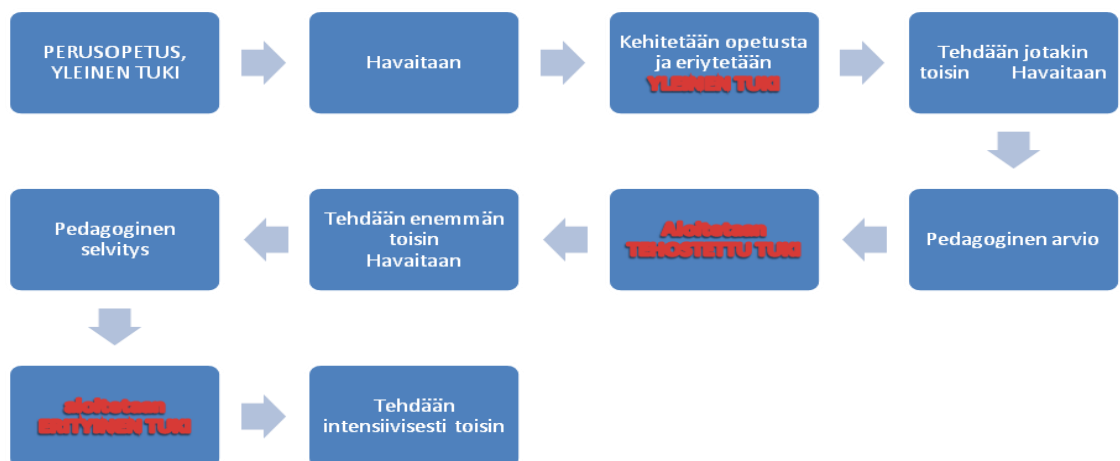 PERUSOPETUS,
YLEINEN TUKI
Havaitaan
Kehitetään opetusta
ja eriytetään
YLEINEN TUKI
Tehdään jotakin
toisin Havaitaan
Pedagoginen arvio
Aloitetaan
TEHOSTETTU TUKI
Tehdään enemmän
toisin
Havaitaan
Pedagoginen
selvitys
aloitetaan
ERITYINEN TUKI
Tehdään
intensiivisesti toisin